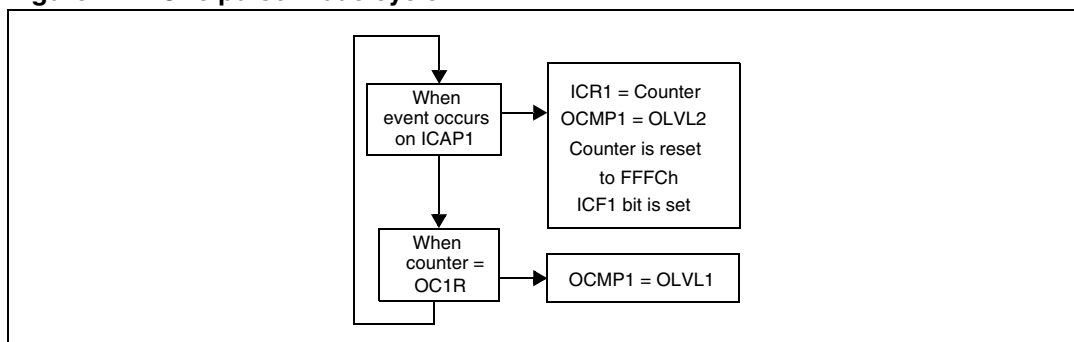 When
event occurs
on ICAP1
ICR1 = Counter
OCMP1 = OLVL2
Counter is reset
to FFFCh
ICF1 bit is set
When
counter =
OC1R
OCMP1 = OLVL1